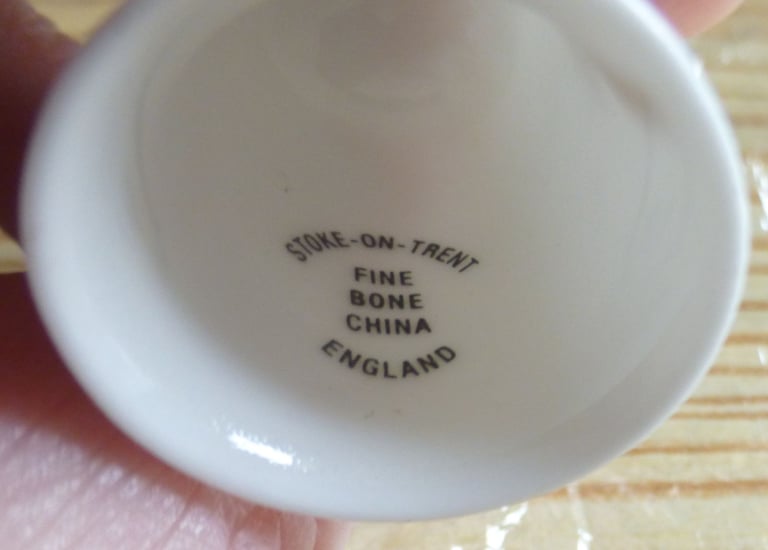 STOKE-ON-TRENT
FINE
BONE
CHINA
ENGLAND